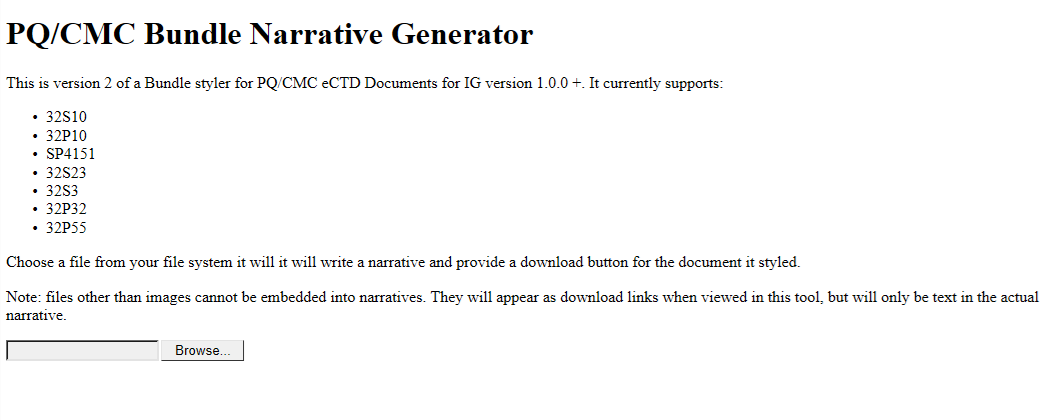 PQ/CMC Bundle Narrative Generator
This is version 2 of a Bundle styler for PQ/CMC eCTD Documents for IG version 1.0.0 +. It currently supports:
• 32S10
• 32P10
• SP4151
• 32S23
• 32S3
• 32P32
• 32P55
Choose a file from your file system it will it will write a narrative and provide a download button for the document it styled.
Note: files other than images cannot be embedded into narratives. They will appear as download links when viewed in this tool, but will only be text in the actual
narrative.
Browse...